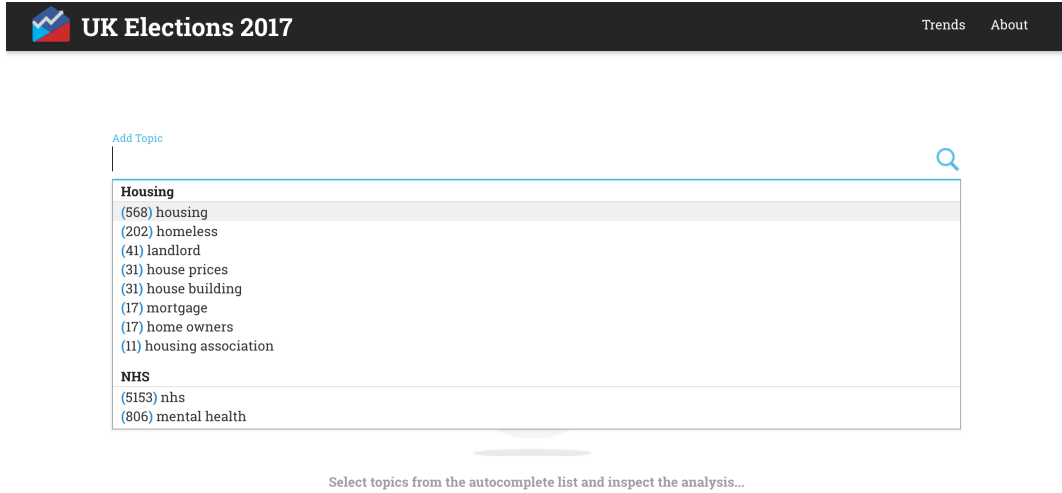 UK Elections 2017
Trends About
Add Topic
Housing
(568) housing
(202) homeless
(41) landlord
(31) house prices
(31) house building
(17) mortgage
(17) home owners
(11) housing association
NHS
(5153) nhs
(806) mental health
Select topics from the autocomplete list and inspect the analysis...